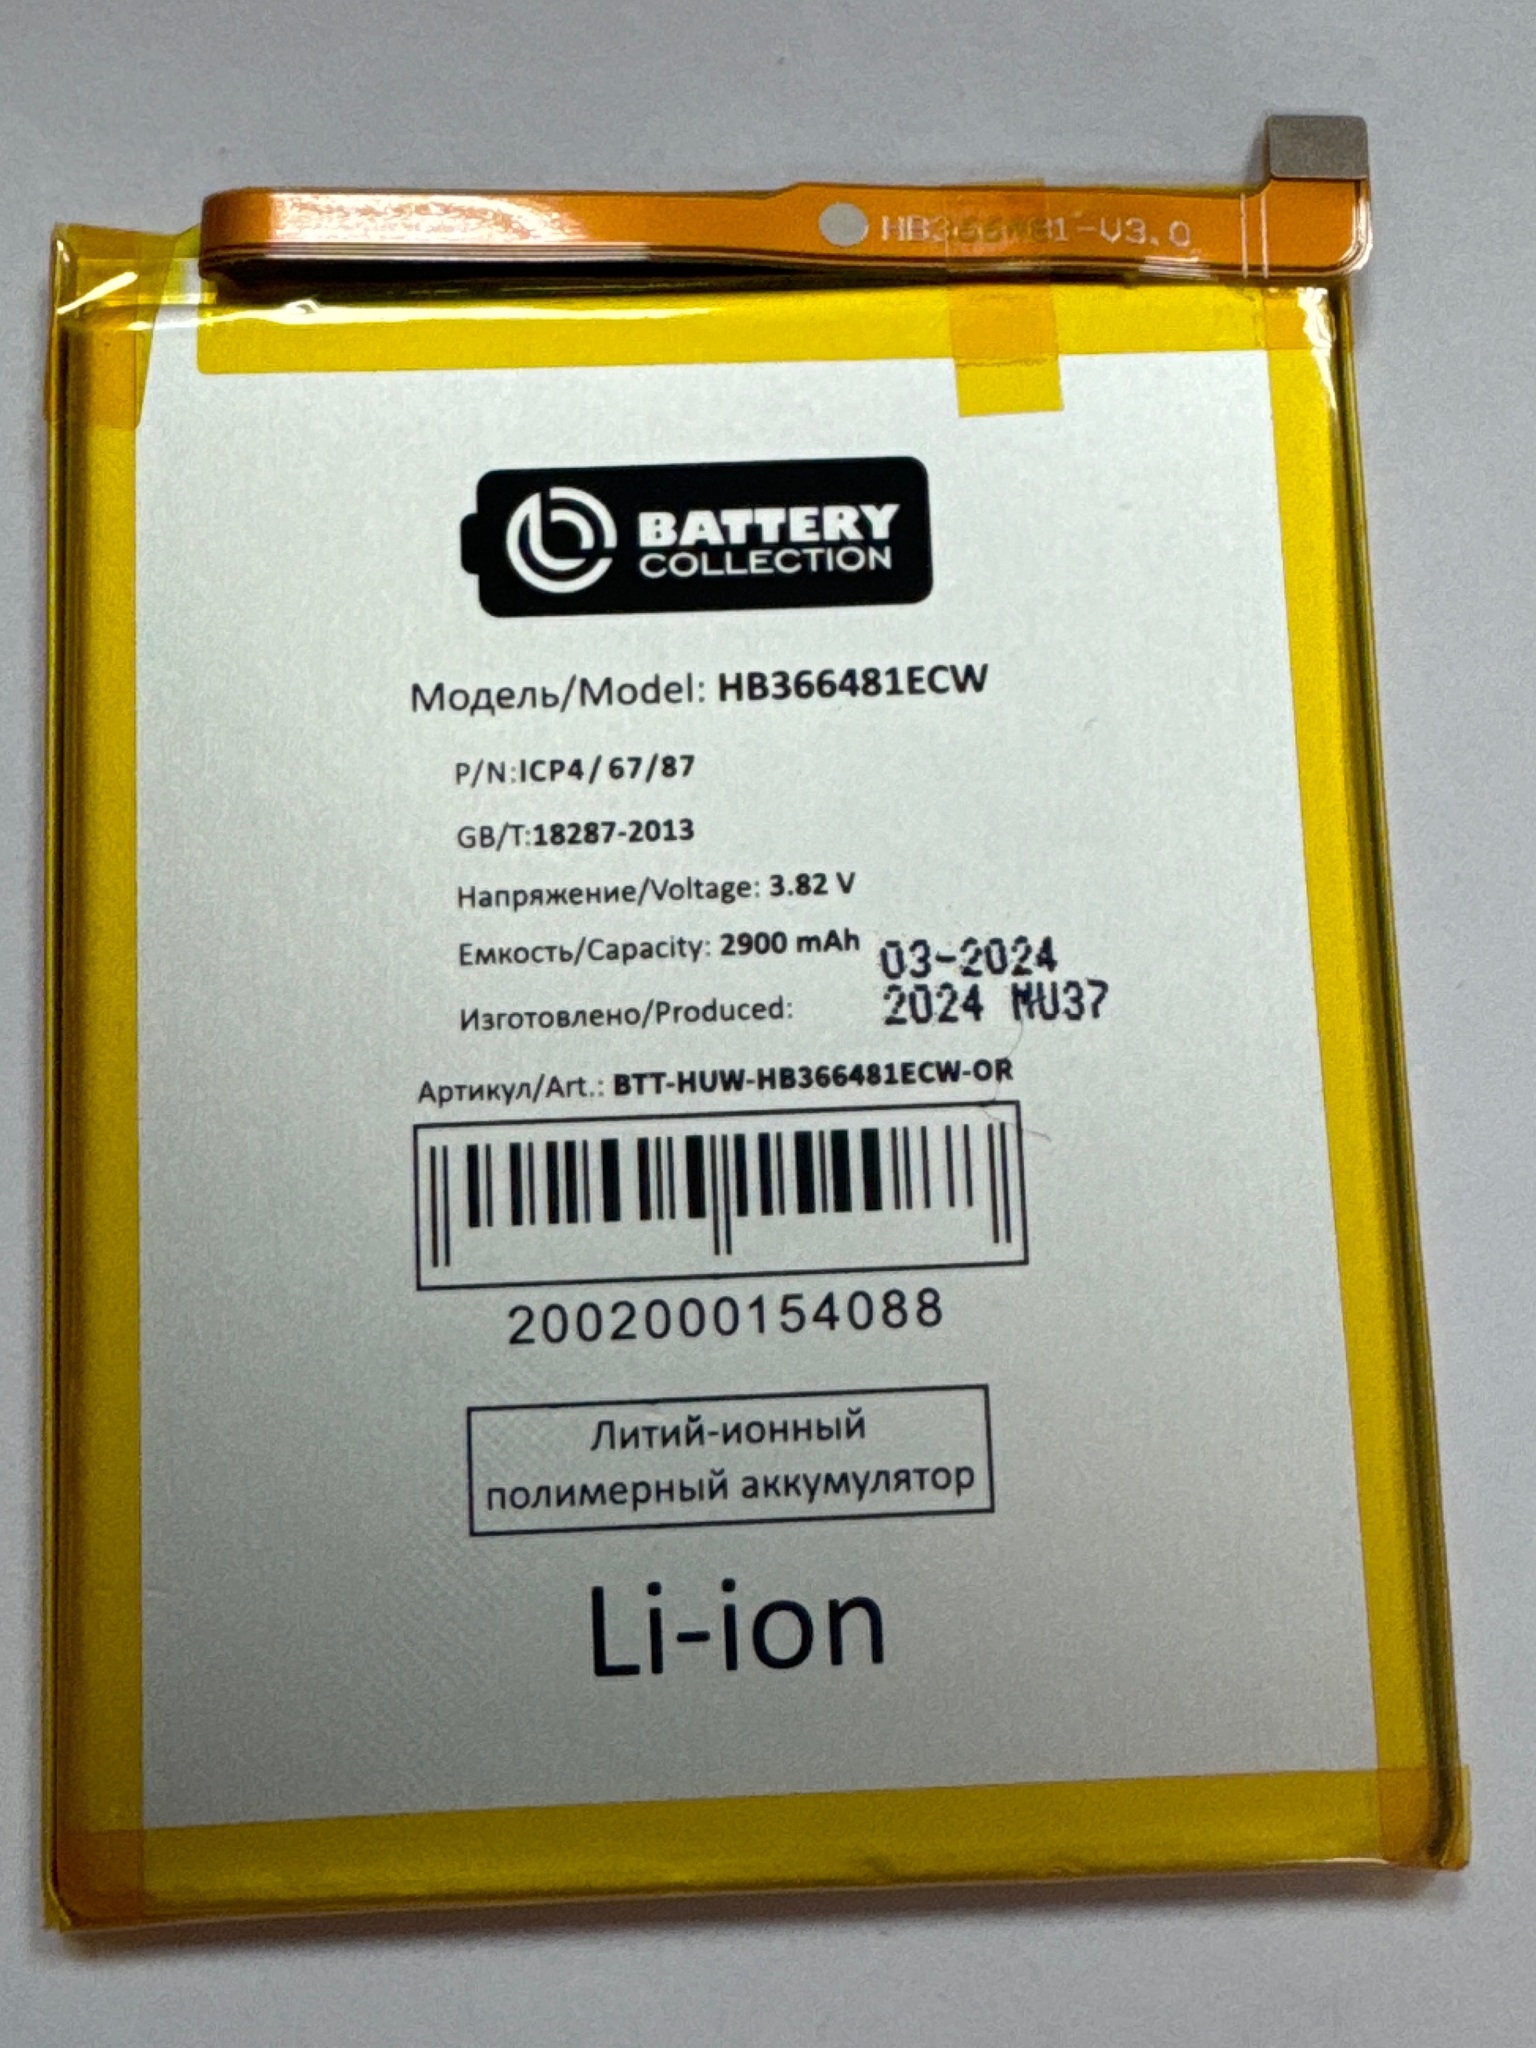 HB366481-V3.0
BATTERY
COLLECTION
Модель/Model: HB366481ECW
P/N:ICP4/67/87
GB/T:18287-2013
Напряжение/Voltage: 3.82 V
Емкость/Capacity: 2900 mAh
03-2024
Изготовлено/Produced:
2024 MU37
Артикул/Art.: BTT-HUW-HB366481ECW-OR
2002000154088
Литий-ионный
полимерный аккумулятор
Li-ion